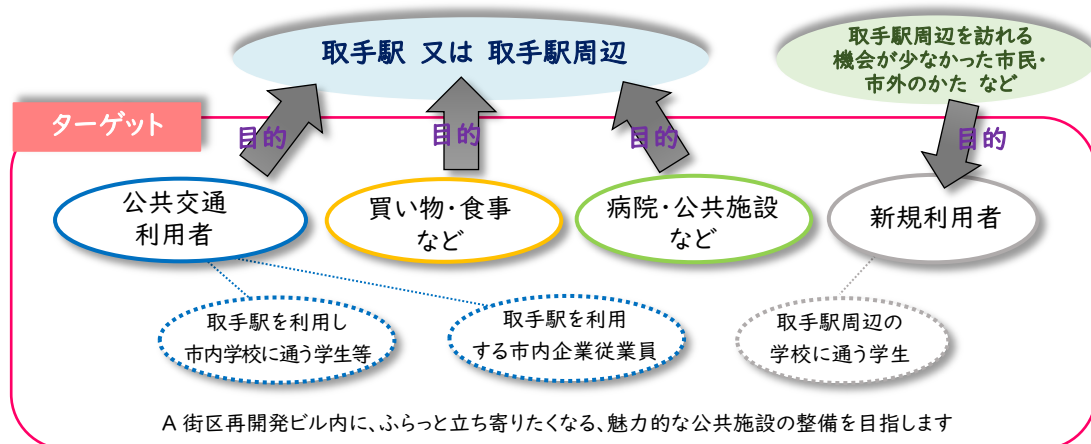 取手駅 又は 取手駅周辺
取手駅周辺を訪れる
機会が少なかった市民・
市外のかた など
ターゲット
目的
目的
目的
目的
公共交通
利用者
買い物・食事
など
病院・公共施設
など
新規利用者
取手駅を利用し
市内学校に通う学生等
取手駅を利用
する市内企業従業員
取手駅周辺の
学校に通う学生
A 街区再開発ビル内に、ふらっと立ち寄りたくなる、魅力的な公共施設の整備を目指します